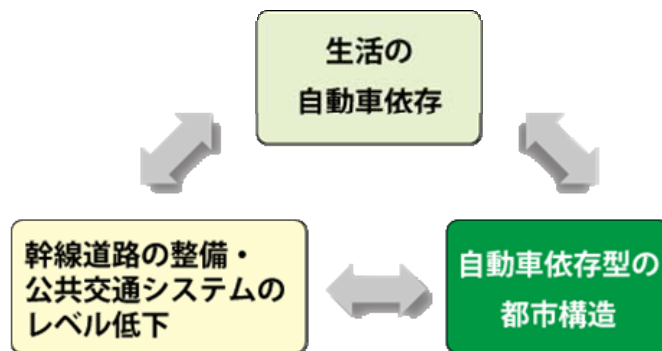 生活の
自動車依存
幹線道路の整備・
公共交通システムの
レベル低下
自動車依存型の
都市構造